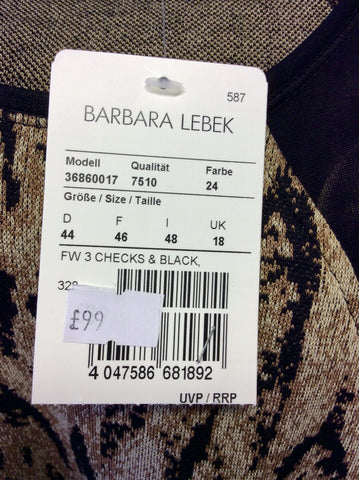 587
BARBARA LEBEK
Modell Qualität Farbe
36860017 7510 24
Größe / Size / Taille
D F I UK
44 46 48 18
FW 3 CHECKS & BLACK,
£99
4 047586 681892
UVP / RRP